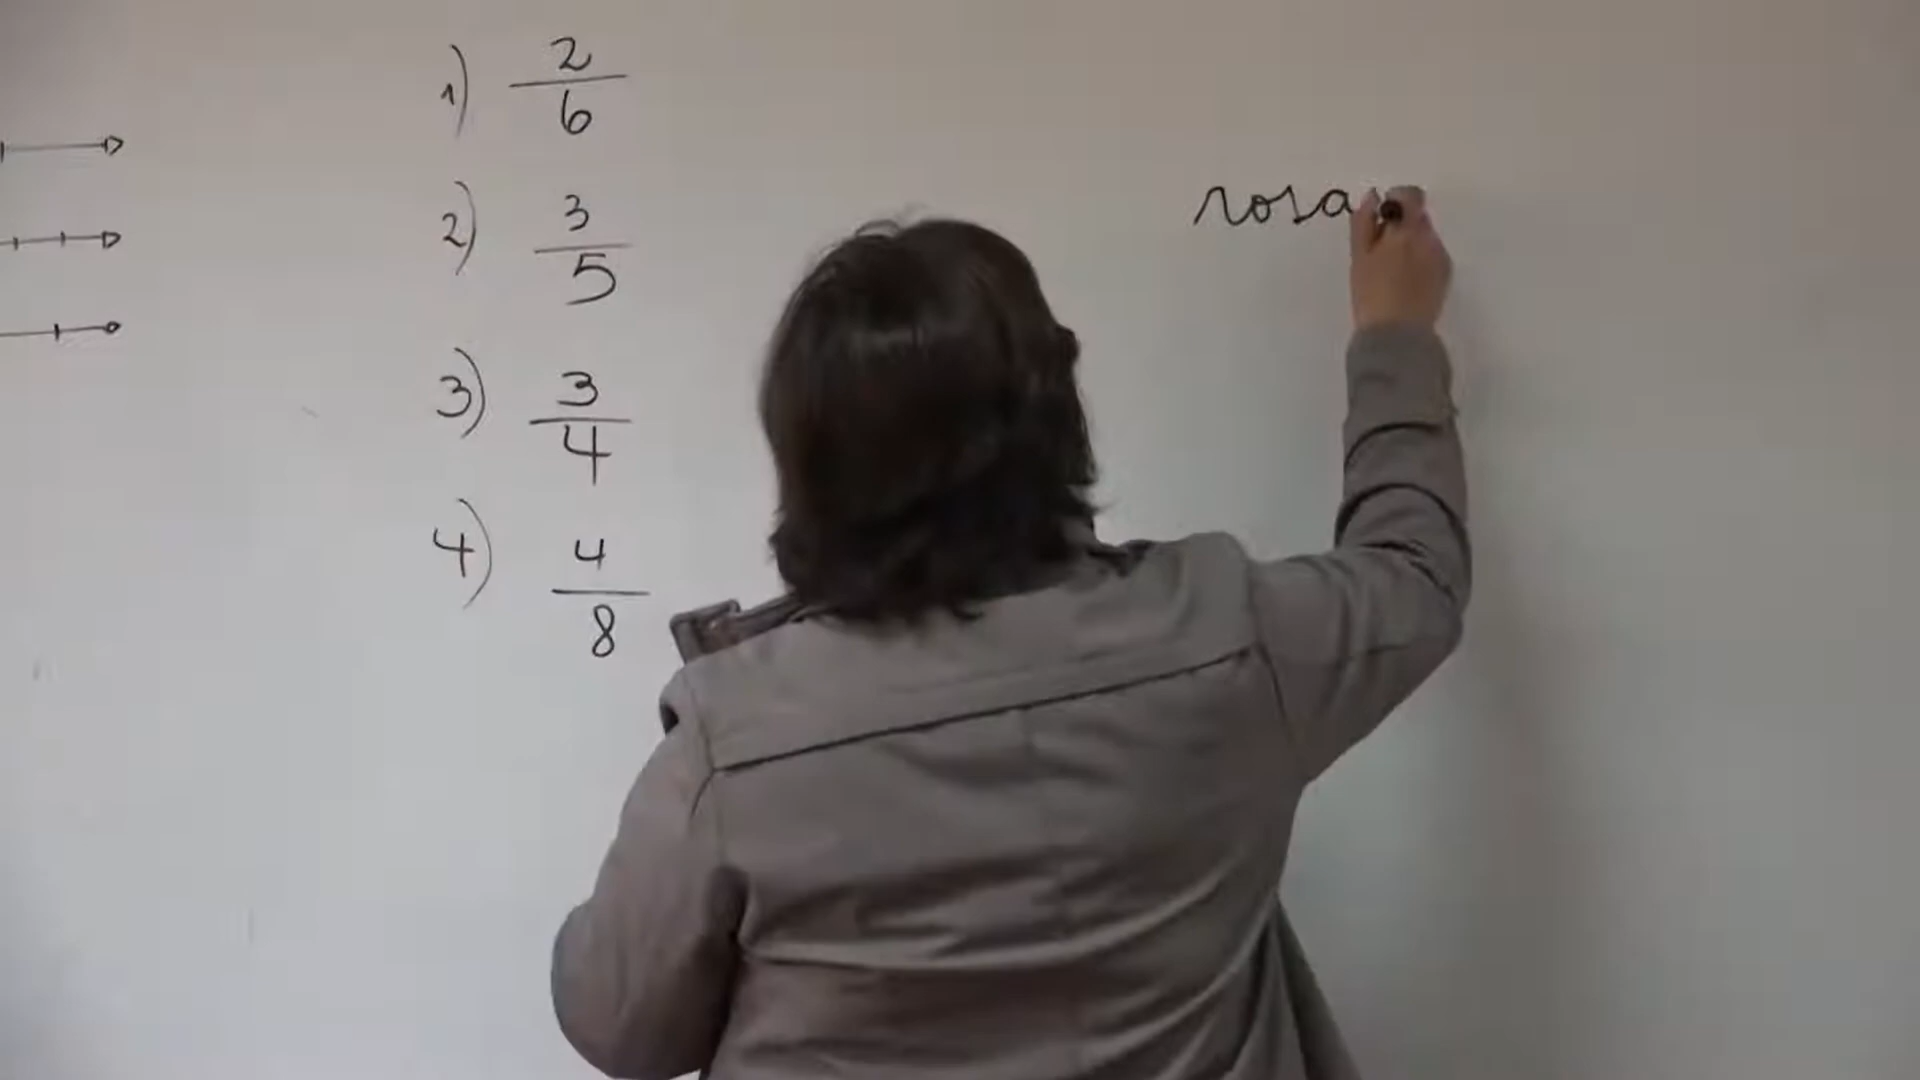 1) 2/6
2) 3/5
3) 3/4
4) 4/8
rosa